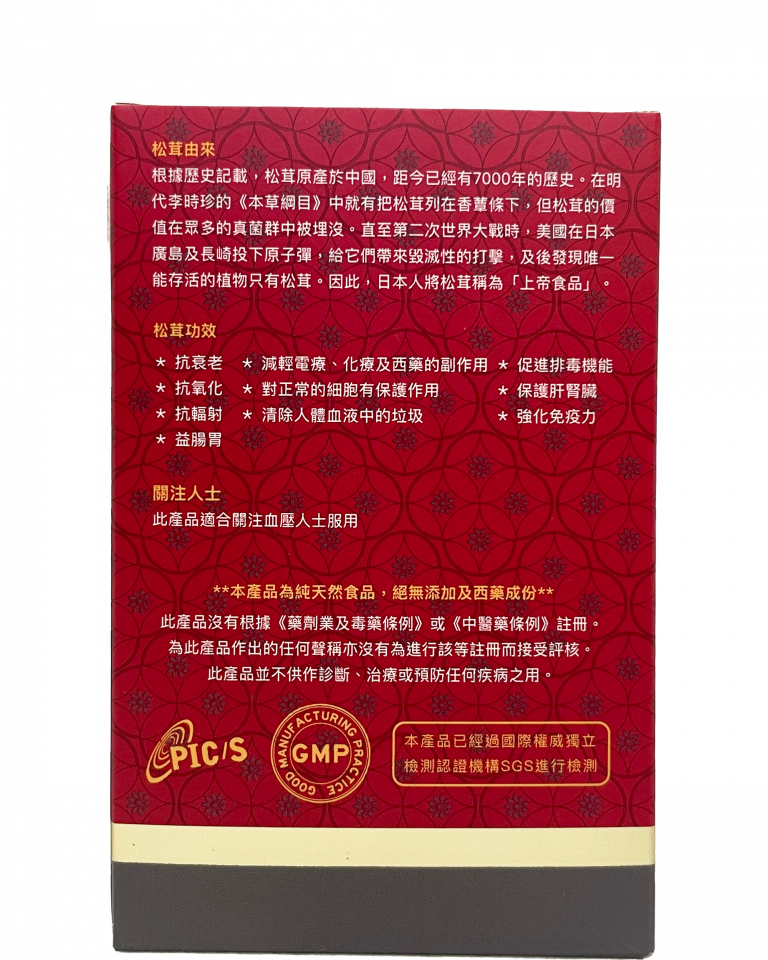 松茸由來
根據歷史記載，松茸原產於中國，距今已經有7000年的歷史。在明
代李時珍的《本草綱目》中就有把松茸列在香蕈條下，但松茸的價
值在眾多的真菌群中被埋沒。直至第二次世界大戰時，美國在日本
廣島及長崎投下原子彈，給它們帶來毀滅性的打擊，及後發現唯一
能存活的植物只有松茸。因此，日本人將松茸稱為「上帝食品」。
松茸功效
* 抗衰老 * 減輕電療、化療及西藥的副作用 * 促進排毒機能
* 抗氧化 * 對正常的細胞有保護作用 * 保護肝腎臟
* 抗輻射 * 清除人體血液中的垃圾 * 強化免疫力
* 益腸胃
關注人士
此產品適合關注血壓人士服用
**本產品為純天然食品，絕無添加及西藥成份**
此產品沒有根據《藥劑業及毒藥條例》或《中醫藥條例》註冊。
為此產品作出的任何聲稱亦沒有為進行該等註冊而接受評核。
此產品並不供作診斷、治療或預防任何疾病之用。
PIC/S
GOOD MANUFACTURING PRACTICE
GMP
本產品已經過國際權威獨立
檢測認證機構SGS進行檢測